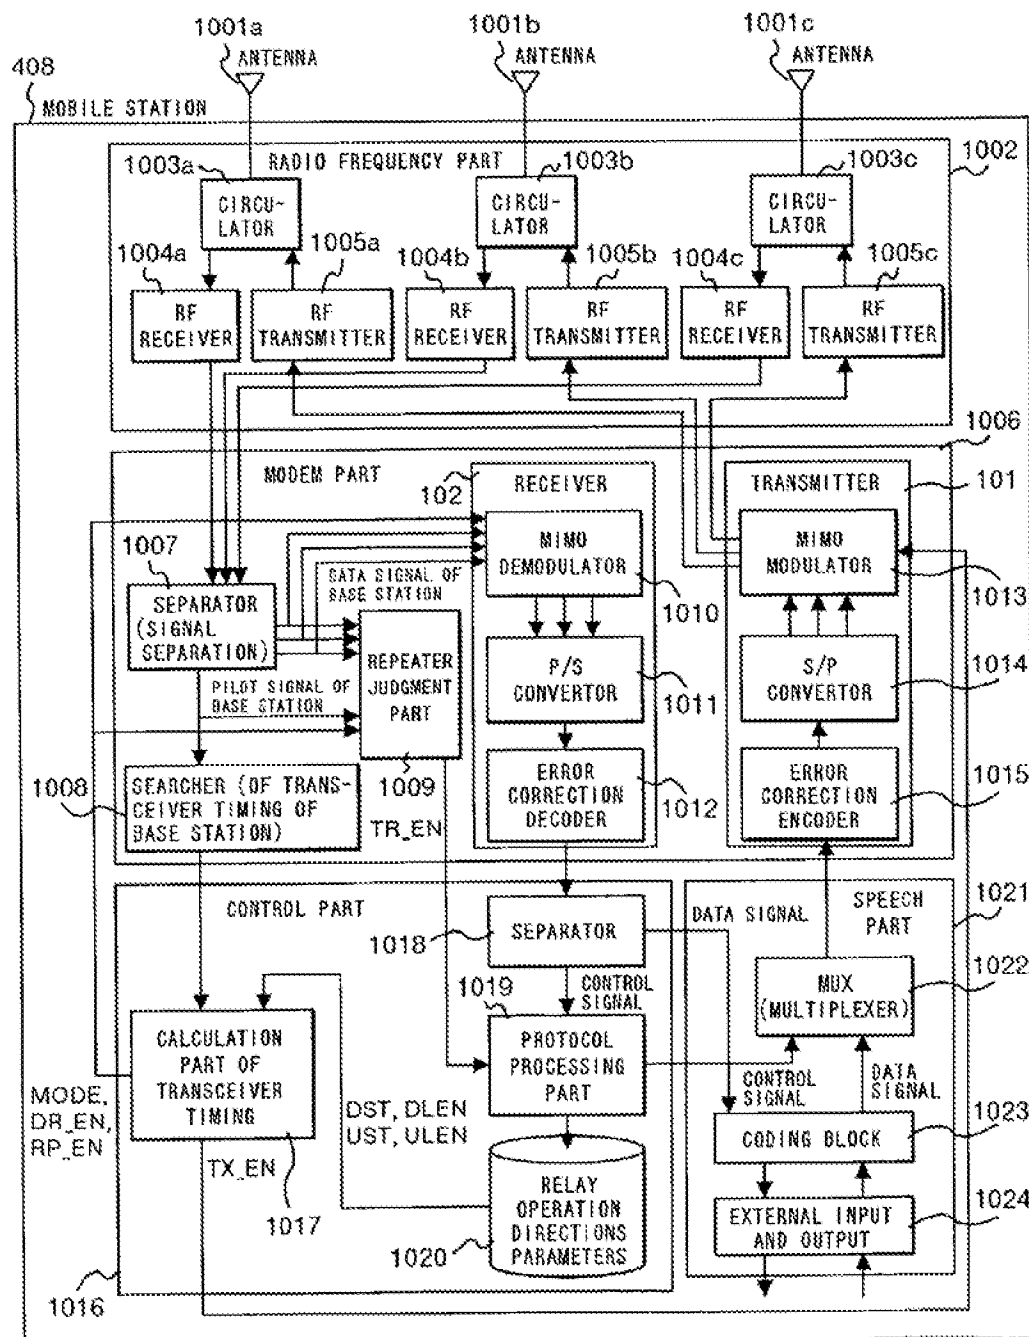 1001a
1001b
1001c
ANTENNA
ANTENNA
ANTENNA
408
MOBILE STATION
RADIO FREQUENCY PART
1002
1003a
1003b
1003c
CIRCU-
LATOR
CIRCU-
LATOR
CIRCU-
LATOR
1004a
1005a
1004b
1005b
1004c
1005c
RF
RECEIVER
RF
TRANSMITTER
RF
RECEIVER
RF
TRANSMITTER
RF
RECEIVER
RF
TRANSMITTER
1006
MODEM PART
102
RECEIVER
TRANSMITTER
101
1007
MIMO
DEMODULATOR
1010
MIMO
MODULATOR
1013
SEPARATOR
(SIGNAL
SEPARATION)
DATA SIGNAL OF
BASE STATION
REPEATER
JUDGMENT
PART
1009
P/S
CONVERTOR
1011
S/P
CONVERTOR
1014
PILOT SIGNAL OF
BASE STATION
1008
SEARCHER (OF TRANS-
CEIVER TIMING OF
BASE STATION)
TR_EN
ERROR
CORRECTION
DECODER
1012
ERROR
CORRECTION
ENCODER
1015
CONTROL PART
1018
SEPARATOR
DATA SIGNAL
SPEECH
PART
1021
CONTROL
SIGNAL
1019
MUX
(MULTIPLEXER)
1022
CALCULATION
PART OF
TRANSCEIVER
TIMING
1017
PROTOCOL
PROCESSING
PART
CONTROL
SIGNAL
DATA
SIGNAL
MODE,
DR_EN,
RP_EN
TX_EN
DST, DLEN
UST, ULEN
CODING BLOCK
1023
RELAY
OPERATION
DIRECTIONS
PARAMETERS
1020
EXTERNAL INPUT
AND OUTPUT
1024
1016